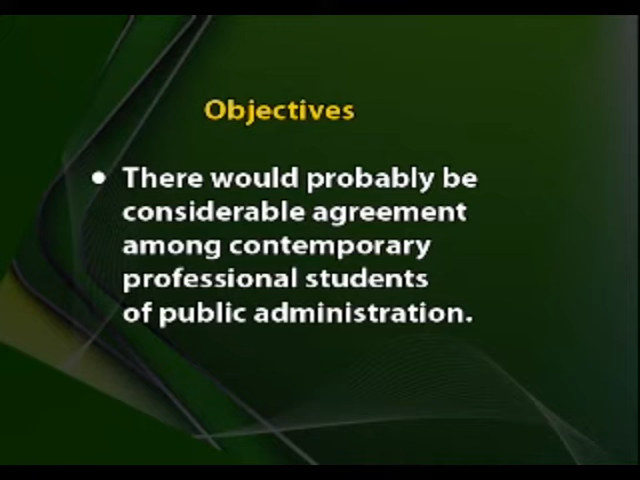 Objectives
• There would probably be
considerable agreement
among contemporary
professional students
of public administration.